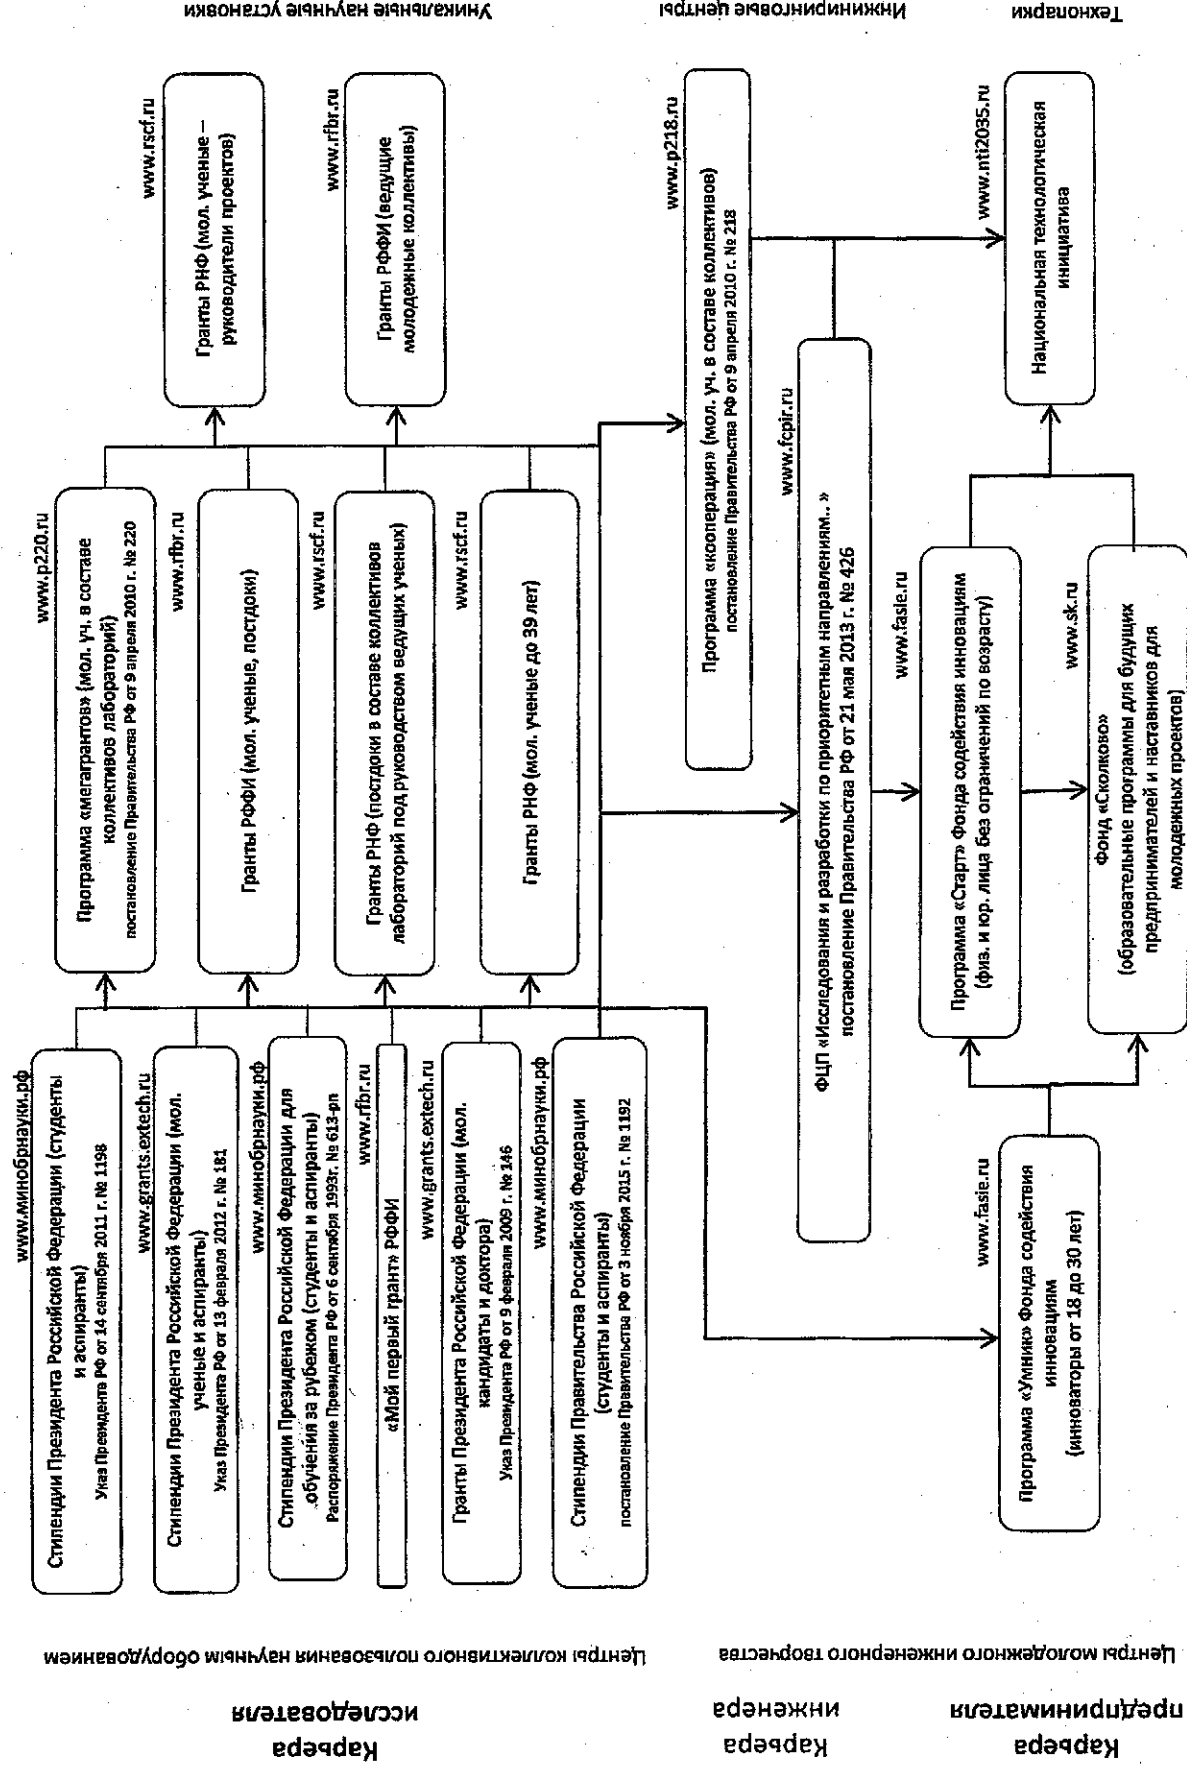 Карьера
исследователя
Центры коллективного пользования научным оборудованием
www.минобрнауки.рф
Стипендии Президента Российской Федерации (студенты
и аспиранты)
Указ Президента РФ от 14 сентября 2011 г. № 1198
www.grants.extech.ru
Стипендии Президента Российской Федерации (мол.
ученые и аспиранты)
Указ Президента РФ от 13 февраля 2012 г. № 181
www.минобрнауки.рф
Стипендии Президента Российской Федерации для
обучения за рубежом (студенты и аспиранты)
Распоряжение Президента РФ от 6 сентября 1993г. № 613-рп
www.rfbr.ru
«Мой первый грант» РФФИ
www.grants.extech.ru
Гранты Президента Российской Федерации (мол.
кандидаты и доктора)
Указ Президента РФ от 9 февраля 2009 г. № 146
www.минобрнауки.рф
Стипендии Правительства Российской Федерации
(студенты и аспиранты)
постановление Правительства РФ от 3 ноября 2015 г. № 1192
www.p220.ru
Программа «мегагрантов» (мол. уч. в составе
коллективов лабораторий)
постановление Правительства РФ от 9 апреля 2010 г. № 220
www.rfbr.ru
Гранты РФФИ (мол. ученые, постдоки)
www.rscf.ru
Гранты РНФ (постдоки в составе коллективов
лабораторий под руководством ведущих ученых)
www.rscf.ru
Гранты РНФ (мол. ученые до 39 лет)
www.rscf.ru
Гранты РНФ (мол. ученые –
руководители проектов)
www.rfbr.ru
Гранты РФФИ (ведущие
молодежные коллективы)
Уникальные научные установки
Карьера
инженера
Центры молодежного инженерного творчества
www.p218.ru
Программа «кооперация» (мол. уч. в составе коллективов)
постановление Правительства РФ от 9 апреля 2010 г. № 218
www.fcpir.ru
ФЦП «Исследования и разработки по приоритетным направлениям.. »
постановление Правительства РФ от 21 мая 2013 г. № 426
Инжиниринговые центры
Карьера
предпринимателя
www.fasie.ru
Программа «Умник» Фонда содействия
инновациям
(инноваторы от 18 до 30 лет)
www.fasie.ru
Программа «Старт» Фонда содействия инновациям
(физ. и юр. лица без ограничений по возрасту)
www.sk.ru
Фонд «Сколково»
(образовательные программы для будущих
предпринимателей и наставников для
молодежных проектов)
www.nti2035.ru
Национальная технологическая
инициатива
Технопарки